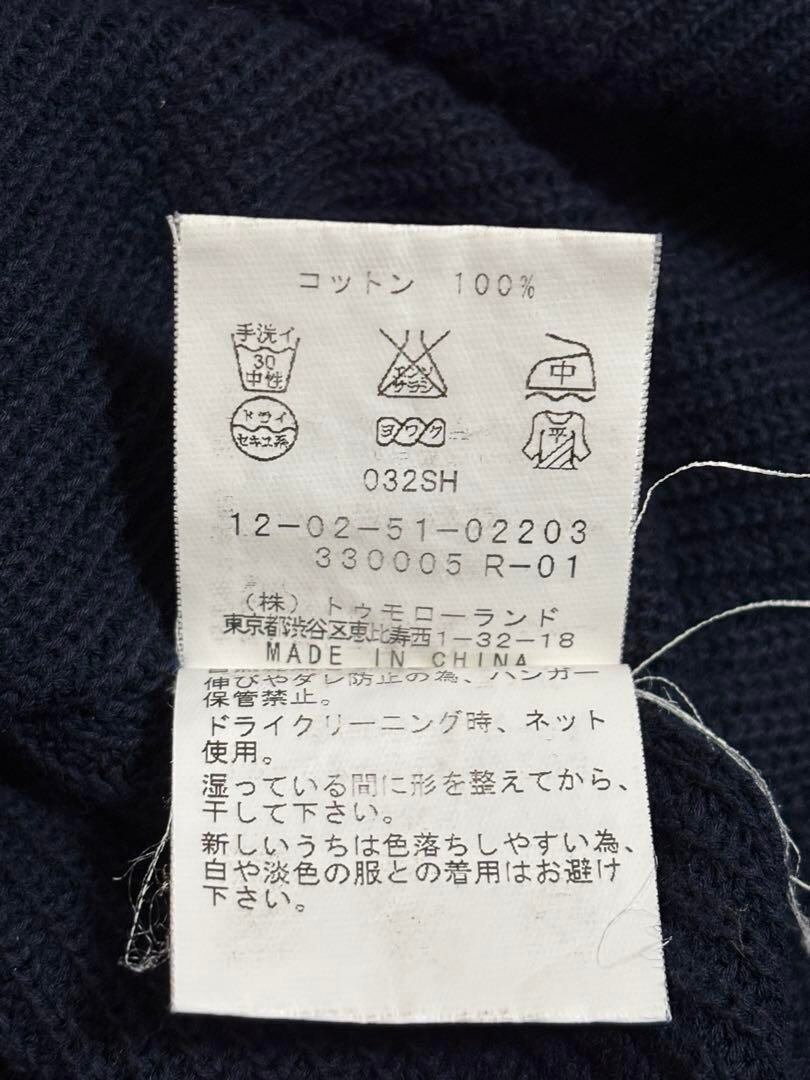 コットン 100%
手洗イ
30
中性
エンソ
サラシ
中
ドライ
セキユ系
ヨワク
平
032SH
12-02-51-02203
330005 R-01
(株) トゥモローランド
東京都渋谷区恵比寿西1-32-18
MADE IN CHINA
伸びやダレ防止の為、ハンガー
保管禁止。
ドライクリーニング時、ネット
使用。
湿っている間に形を整えてから、
干して下さい。
新しいうちは色落ちしやすい為、
白や淡色の服との着用はお避け
下さい。